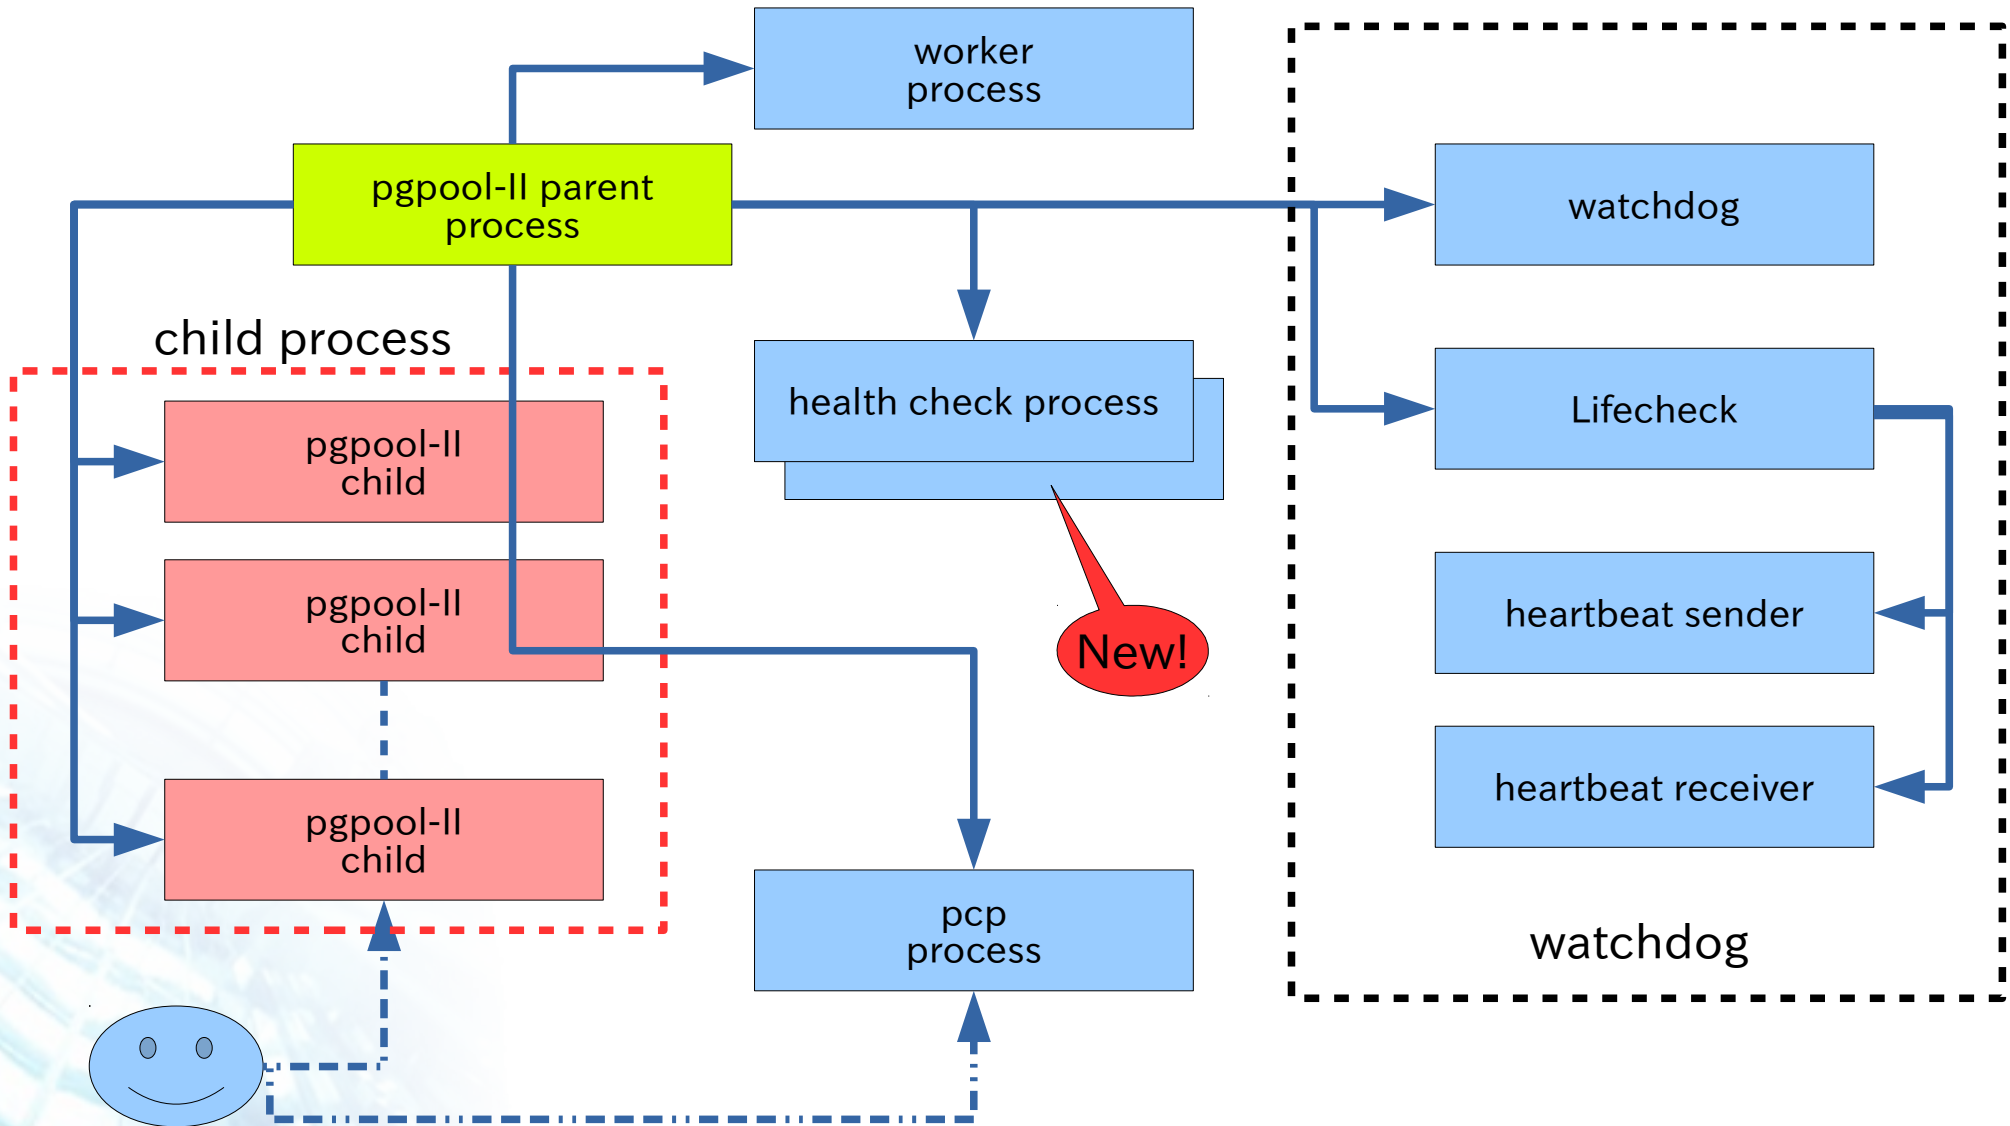 worker
process
pgpool-II parent
process
watchdog
child process
health check process
Lifecheck
pgpool-II
child
pgpool-II
child
New!
heartbeat sender
heartbeat receiver
pgpool-II
child
pcp
process
watchdog